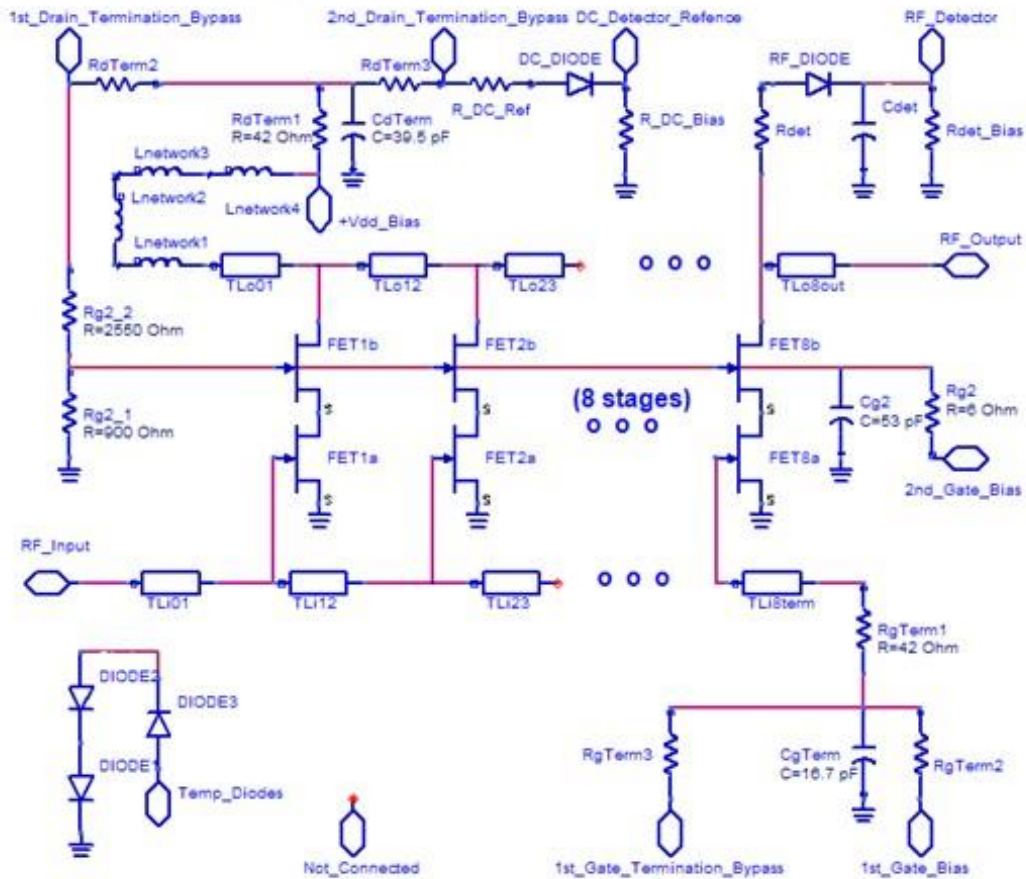 1st_Drain_Termination_Bypass
2nd_Drain_Termination_Bypass
DC_Detector_Refence
RF_Detector
RdTerm2
RdTerm3
DC_DIODE
RF_DIODE
R_DC_Ref
Cdet
RdTerm1
R=42 Ohm
CdTerm
C=39.5 pF
R_DC_Bias
Rdet
Rdet_Bias
Lnetwork3
Lnetwork2
Lnetwork4
+Vdd_Bias
Lnetwork1
RF_Output
TLo01
TLo12
TLo23
TLo8out
Rg2_2
R=2550 Ohm
FET1b
FET2b
FET8b
S
S
S
(8 stages)
Cg2
C=53 pF
Rg2
R=6 Ohm
Rg2_1
R=900 Ohm
FET1a
FET2a
FET8a
S
S
S
2nd_Gate_Bias
RF_Input
TLi01
TLi12
TLi23
TLi8term
RgTerm1
R=42 Ohm
DIODE2
DIODE3
DIODE1
Temp_Diodes
RgTerm3
CgTerm
C=16.7 pF
RgTerm2
Not_Connected
1st_Gate_Termination_Bypass
1st_Gate_Bias